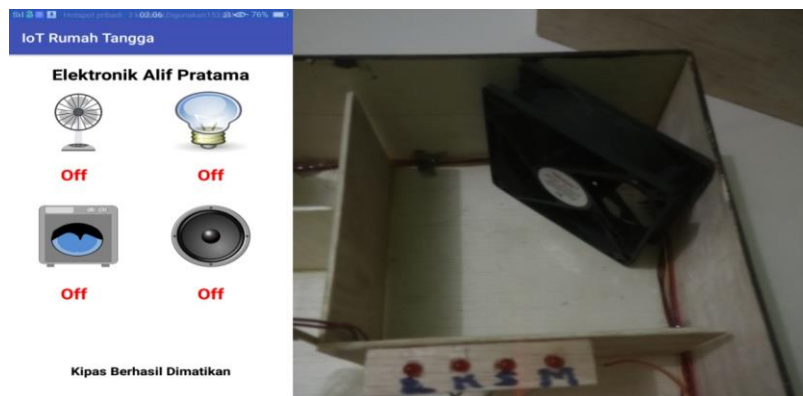 IoT Rumah Tangga
Elektronik Alif Pratama
Off
Off
Off
Off
Kipas Berhasil Dimatikan
K S M